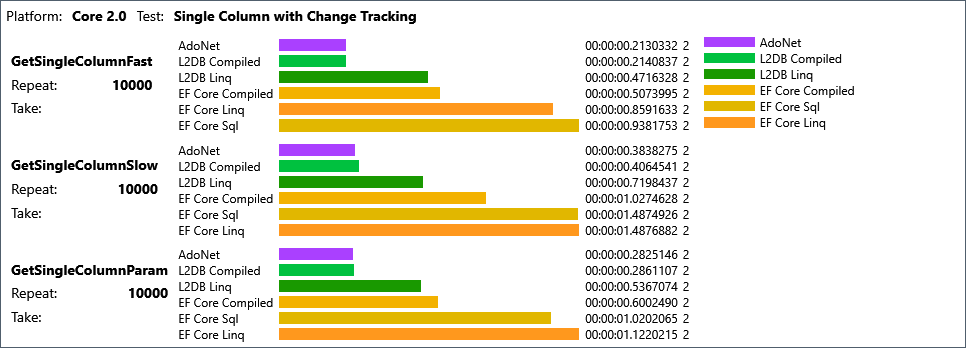 Platform: Core 2.0 Test: Single Column with Change Tracking
GetSingleColumnFast
Repeat: 10000
Take:
AdoNet 00:00:00.2130332 2
L2DB Compiled 00:00:00.2140837 2
L2DB Linq 00:00:00.4716328 2
EF Core Compiled 00:00:00.5073995 2
EF Core Linq 00:00:00.8591633 2
EF Core Sql 00:00:00.9381753 2
GetSingleColumnSlow
Repeat: 10000
Take:
AdoNet 00:00:00.3838275 2
L2DB Compiled 00:00:00.4064541 2
L2DB Linq 00:00:00.7198437 2
EF Core Compiled 00:00:01.0274628 2
EF Core Sql 00:00:01.4874926 2
EF Core Linq 00:00:01.4876882 2
GetSingleColumnParam
Repeat: 10000
Take:
AdoNet 00:00:00.2825146 2
L2DB Compiled 00:00:00.2861107 2
L2DB Linq 00:00:00.5367074 2
EF Core Compiled 00:00:00.6002490 2
EF Core Sql 00:00:01.0202065 2
EF Core Linq 00:00:01.1220215 2
AdoNet
L2DB Compiled
L2DB Linq
EF Core Compiled
EF Core Sql
EF Core Linq